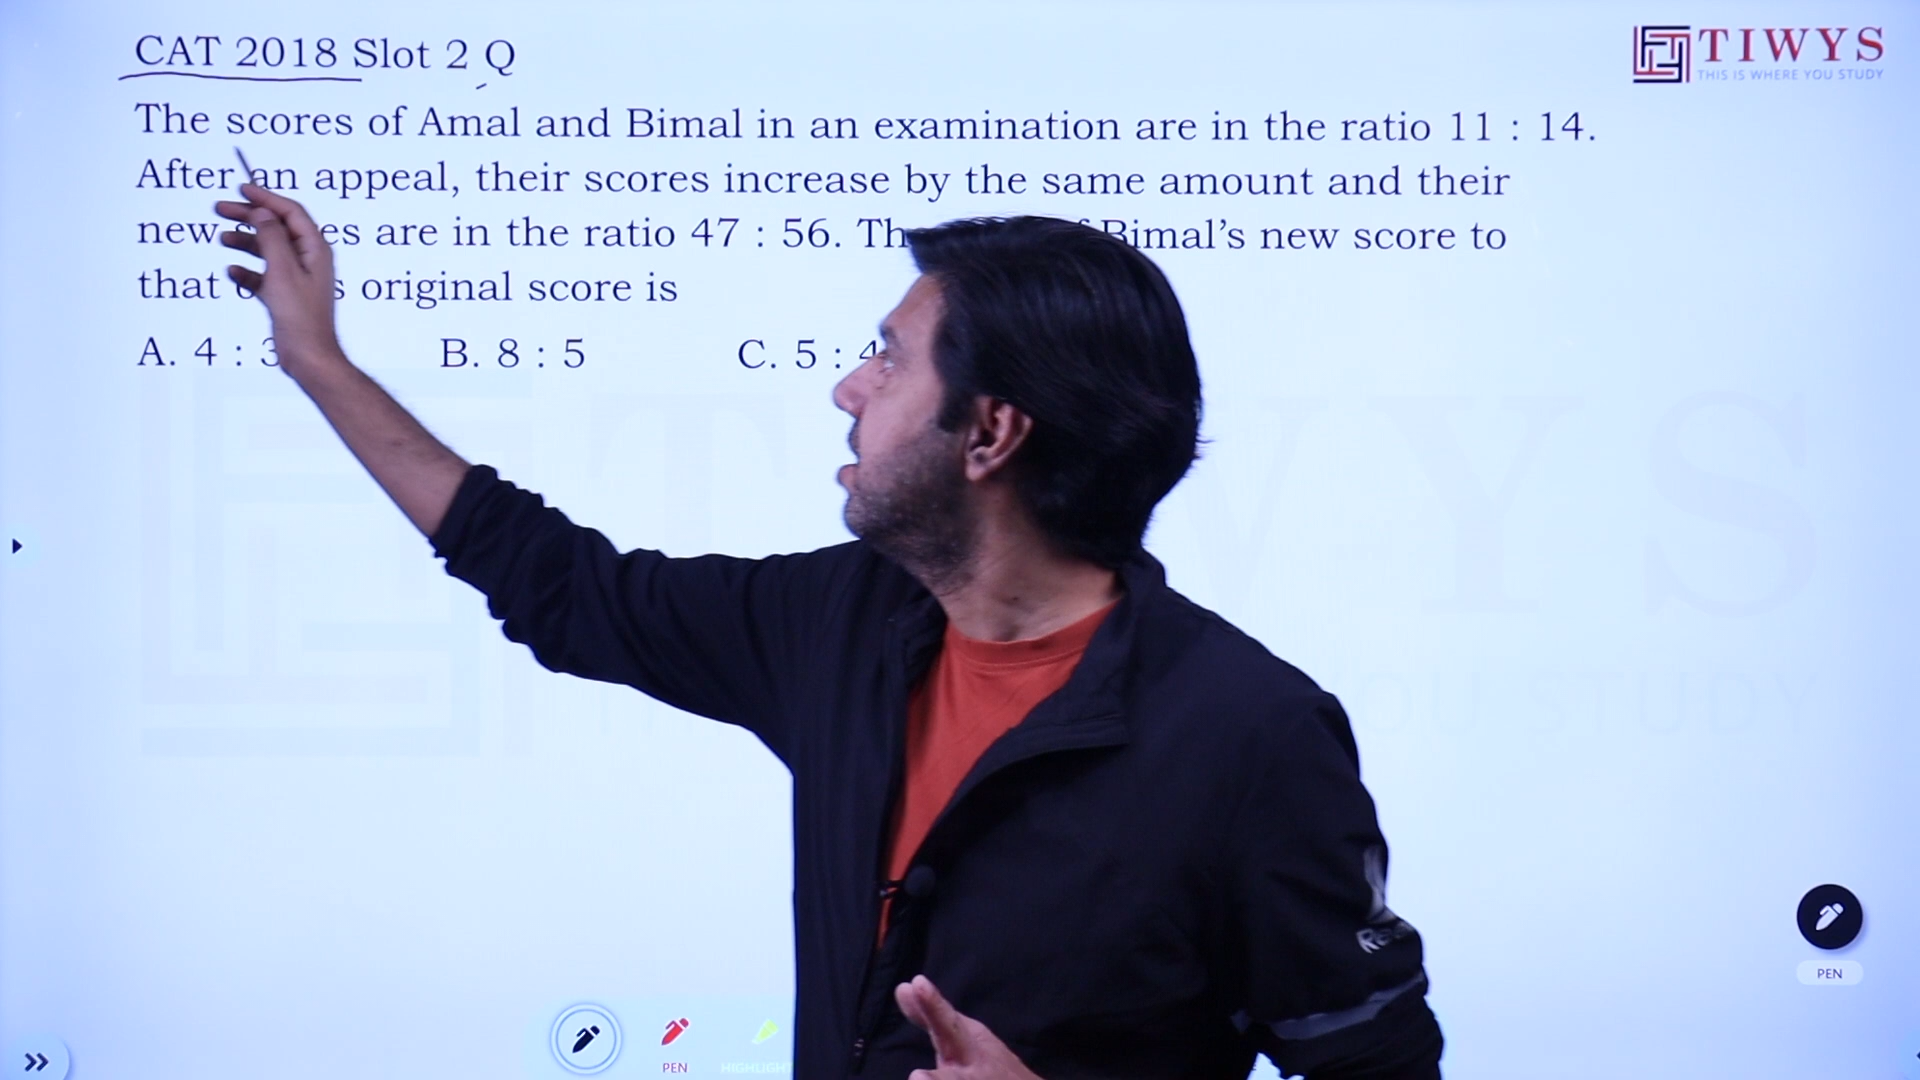 CAT 2018 Slot 2 Q
TIWYS
THIS IS WHERE YOU STUDY
The scores of Amal and Bimal in an examination are in the ratio 11 : 14.
After an appeal, their scores increase by the same amount and their
new es are in the ratio 47 : 56. Th Bimal’s new score to
that s original score is
A. 4 : 3 B. 8 : 5 C. 5 : 4
PEN
PEN
HIGHLIGHT